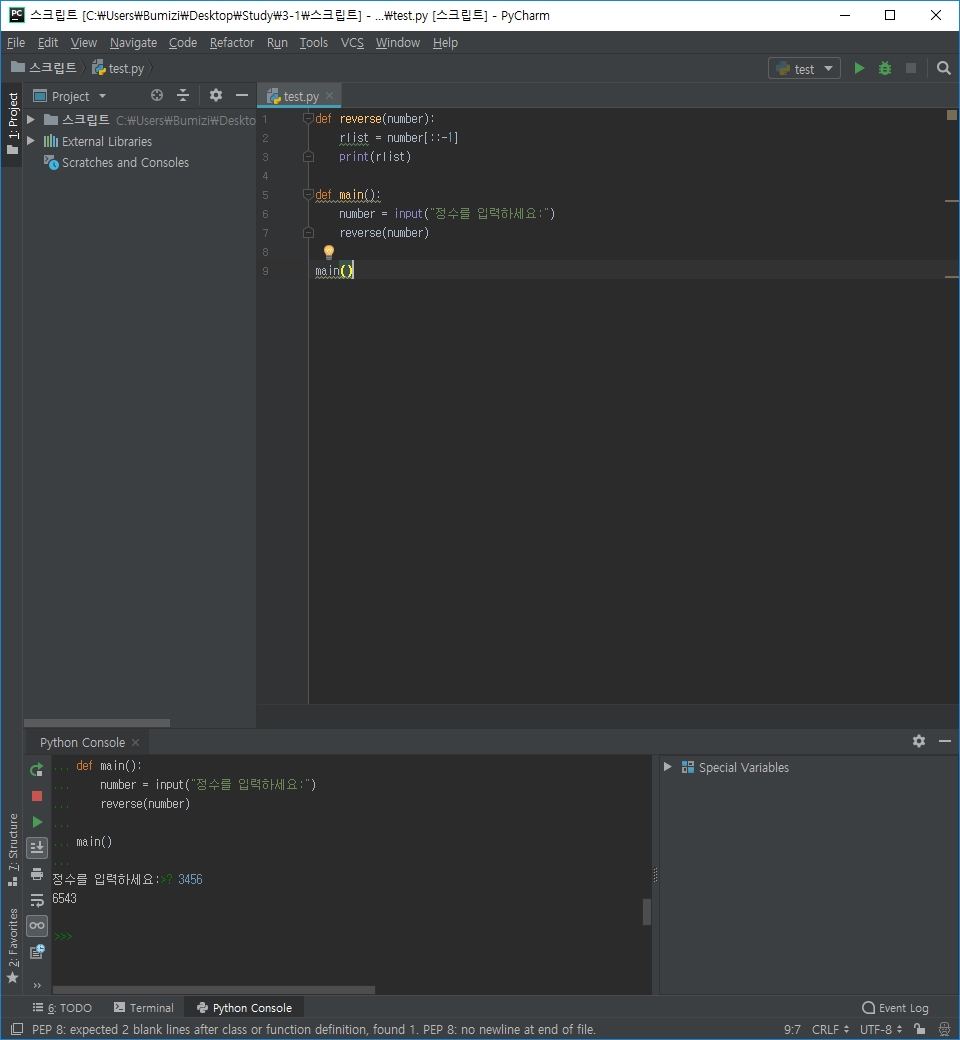 스크립트 [C:₩Users₩Bumizi₩Desktop₩Study₩3-1₩스크립트] - ...₩test.py [스크립트] - PyCharm
File Edit View Navigate Code Refactor Run Tools VCS Window Help
스크립트 test.py test
1: Project
Project
test.py
스크립트 C:₩Users₩Bumizi₩Deskto
External Libraries
Scratches and Consoles
1 def reverse(number):
2 rlist = number[::-1]
3 print(rlist)
4
5 def main():
6 number = input("정수를 입력하세요:")
7 reverse(number)
8
9 main()
Python Console
... def main():
... number = input("정수를 입력하세요:")
... reverse(number)
...
... main()
...
정수를 입력하세요:>? 3456
6543
>>>
Special Variables
7: Structure
2: Favorites
6: TODO Terminal Python Console Event Log
PEP 8: expected 2 blank lines after class or function definition, found 1. PEP 8: no newline at end of file. 9:7 CRLF UTF-8